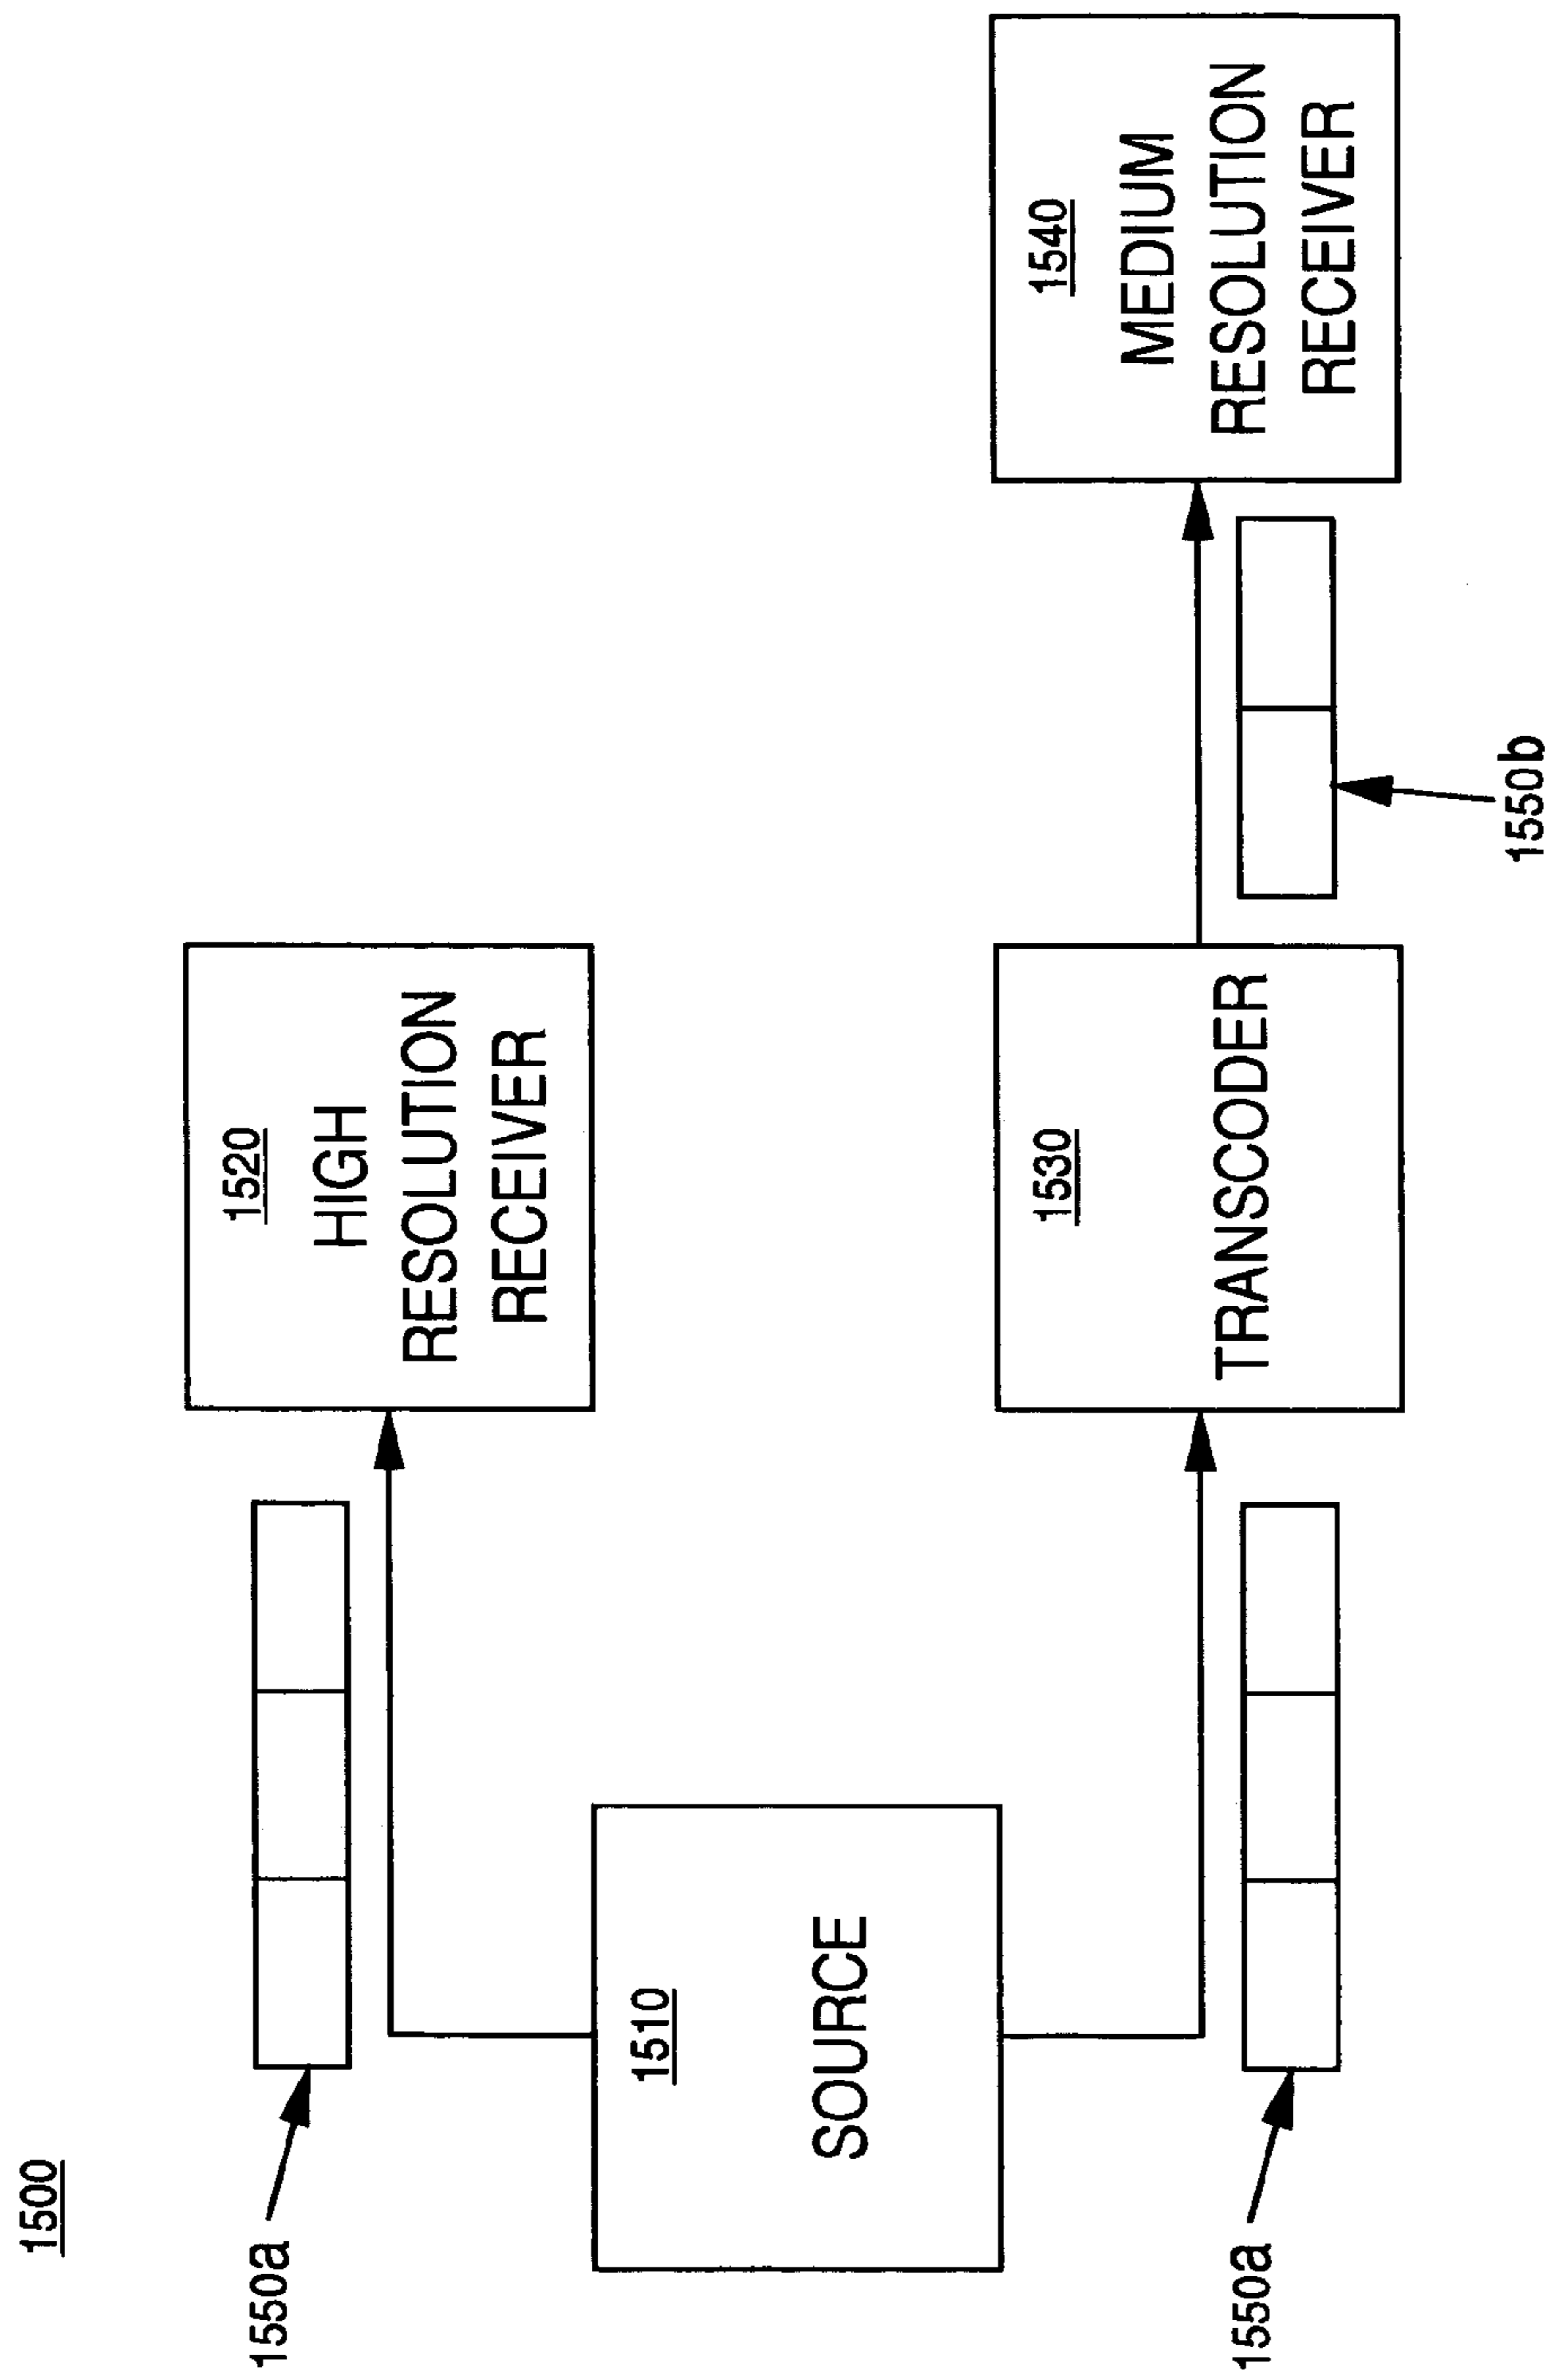 1500
1550a
1520
HIGH
RESOLUTION
RECEIVER
1510
SOURCE
1540
MEDIUM
RESOLUTION
RECEIVER
1530
TRANSCODER
1550a
1550b